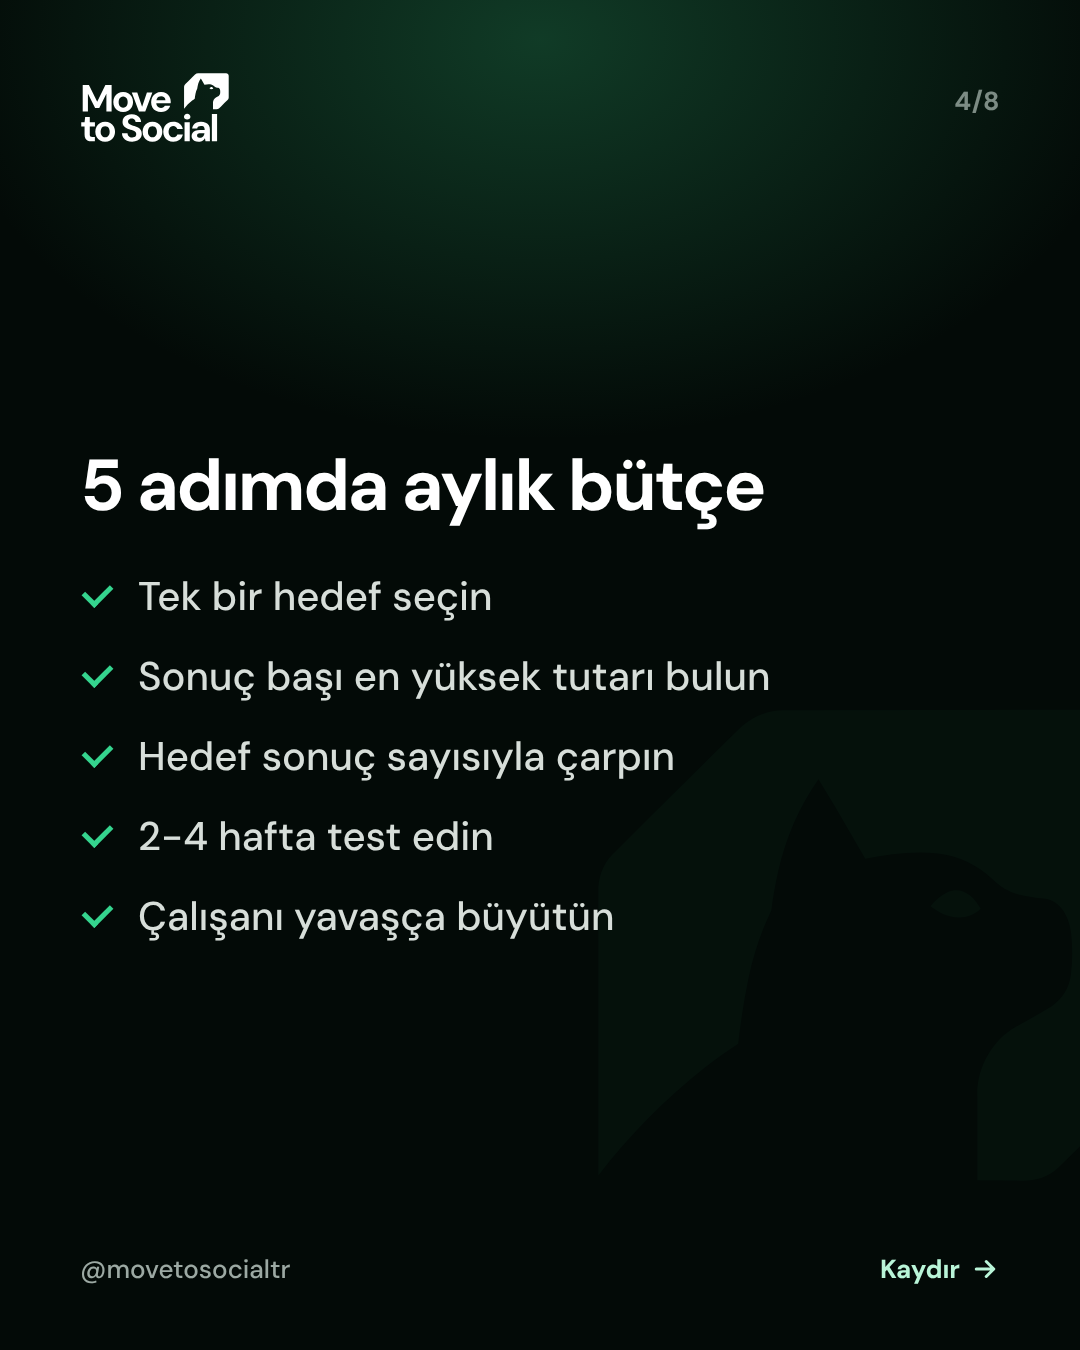 Move
to Social
4/8
5 adımda aylık bütçe
Tek bir hedef seçin
Sonuç başı en yüksek tutarı bulun
Hedef sonuç sayısıyla çarpın
2–4 hafta test edin
Çalışanı yavaşça büyütün
@movetosocialtr
Kaydır →